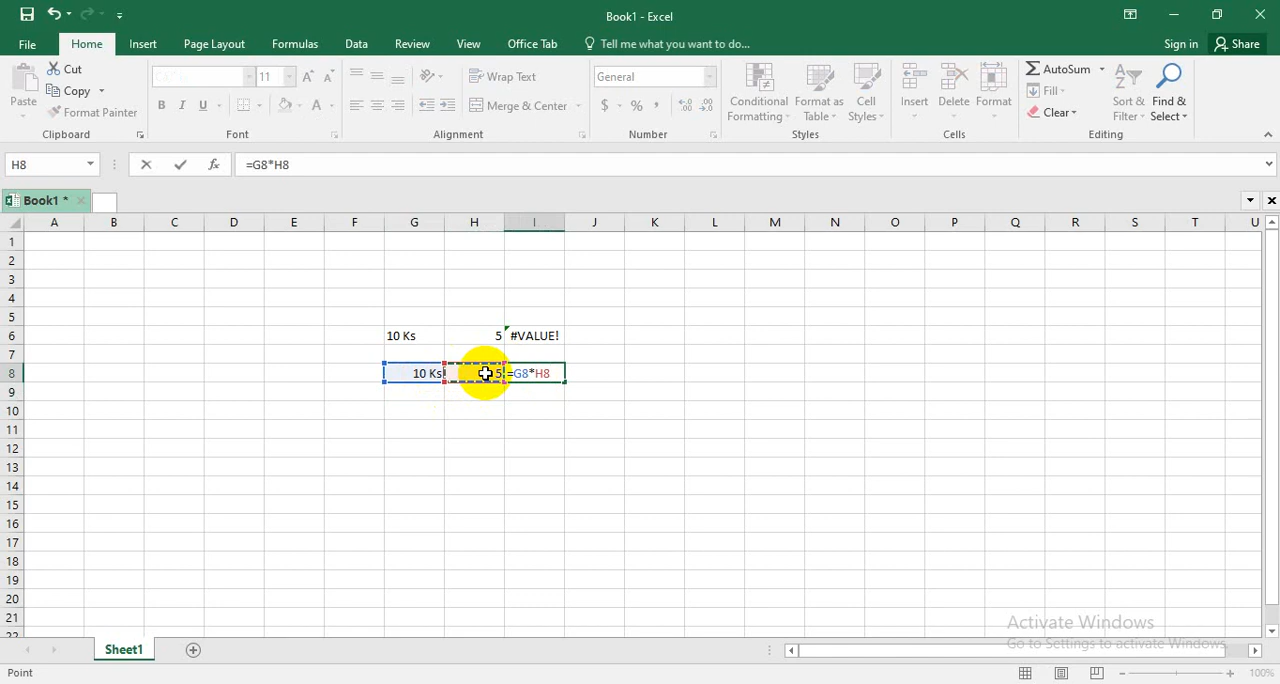 Book1 - Excel
File Home Insert Page Layout Formulas Data Review View Office Tab Tell me what you want to do... Sign in Share
Cut
Copy
Format Painter
Paste
Clipboard
11
B I U
Font
Wrap Text
Merge & Center
Alignment
General
$ % ,
Number
Conditional Formatting
Format as Table
Cell Styles
Styles
Insert Delete Format
Cells
AutoSum
Fill
Clear
Sort & Filter
Find & Select
Editing
H8 fx =G8*H8
Book1 *
A B C D E F G H I J K L M N O P Q R S T U
1
2
3
4
5
6 10 Ks 5 #VALUE!
7
8 10 Ks 5 =G8*H8
9
10
11
12
13
14
15
16
17
18
19
20
21
22
Activate Windows
Go to Settings to activate Windows.
Sheet1
Point 100%